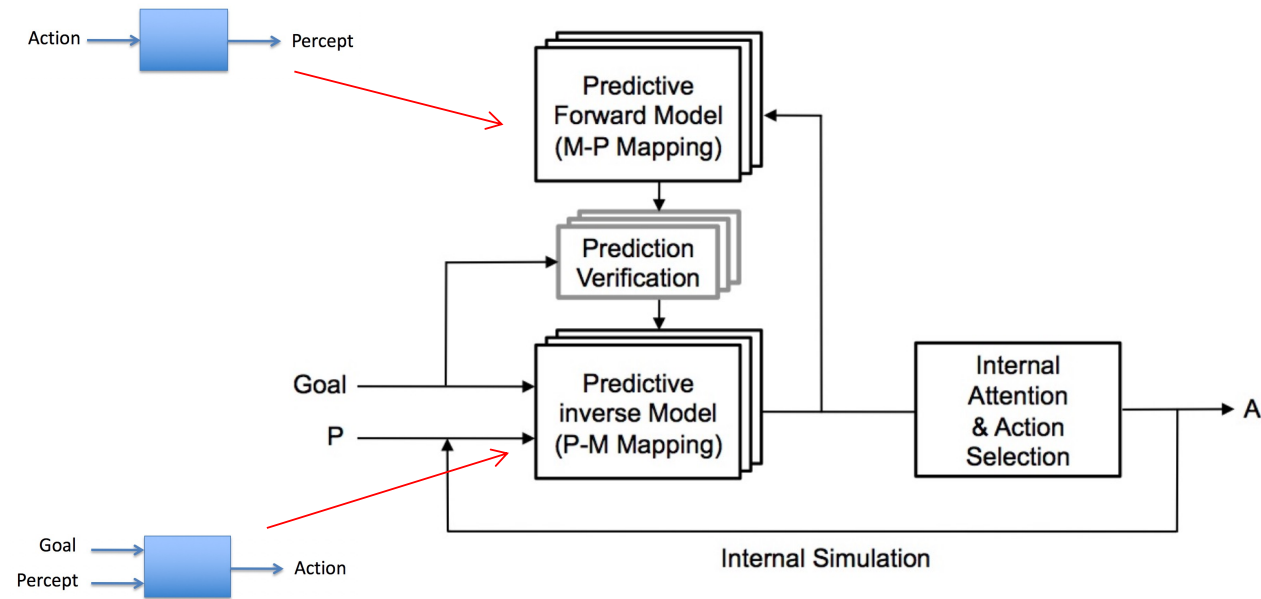 Action
Percept
Predictive
Forward Model
(M-P Mapping)
Prediction
Verification
Goal
P
Predictive
inverse Model
(P-M Mapping)
Internal
Attention
& Action
Selection
A
Internal Simulation
Goal
Percept
Action